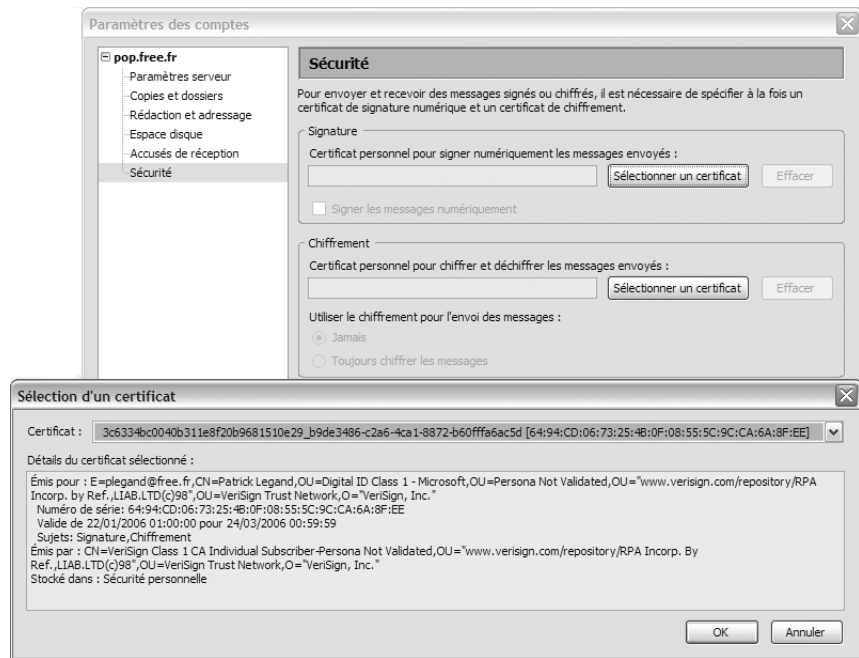 Paramètres des comptes
pop.free.fr
Paramètres serveur
Copies et dossiers
Rédaction et adressage
Espace disque
Accusés de réception
Sécurité
Sécurité
Pour envoyer et recevoir des messages signés ou chiffrés, il est nécessaire de spécifier à la fois un
certificat de signature numérique et un certificat de chiffrement.
Signature
Certificat personnel pour signer numériquement les messages envoyés :
Sélectionner un certificat
Effacer
Signer les messages numériquement
Chiffrement
Certificat personnel pour chiffrer et déchiffrer les messages envoyés :
Sélectionner un certificat
Effacer
Utiliser le chiffrement pour l'envoi des messages :
Jamais
Toujours chiffrer les messages
Sélection d'un certificat
Certificat : 3c6334bc0040b311e8f20b9681510e29_b9de3486-c2a6-4ca1-8872-b60fffa6ac5d [64:94:CD:06:73:25:4B:0F:08:55:5C:9C:CA:6A:8F:EE]
Détails du certificat sélectionné :
Émis pour : E=plegand@free.fr,CN=Patrick Legand,OU=Digital ID Class 1 - Microsoft,OU=Persona Not Validated,OU="www.verisign.com/repository/RPA
Incorp. by Ref.,LIAB.LTD(c)98",OU=VeriSign Trust Network,O="VeriSign, Inc."
Numéro de série: 64:94:CD:06:73:25:4B:0F:08:55:5C:9C:CA:6A:8F:EE
Valide de 22/01/2006 01:00:00 pour 24/03/2006 00:59:59
Sujets: Signature,Chiffrement
Émis par : CN=VeriSign Class 1 CA Individual Subscriber-Persona Not Validated,OU="www.verisign.com/repository/RPA Incorp. By
Ref.,LIAB.LTD(c)98",OU=VeriSign Trust Network,O="VeriSign, Inc."
Stocké dans : Sécurité personnelle
OK
Annuler